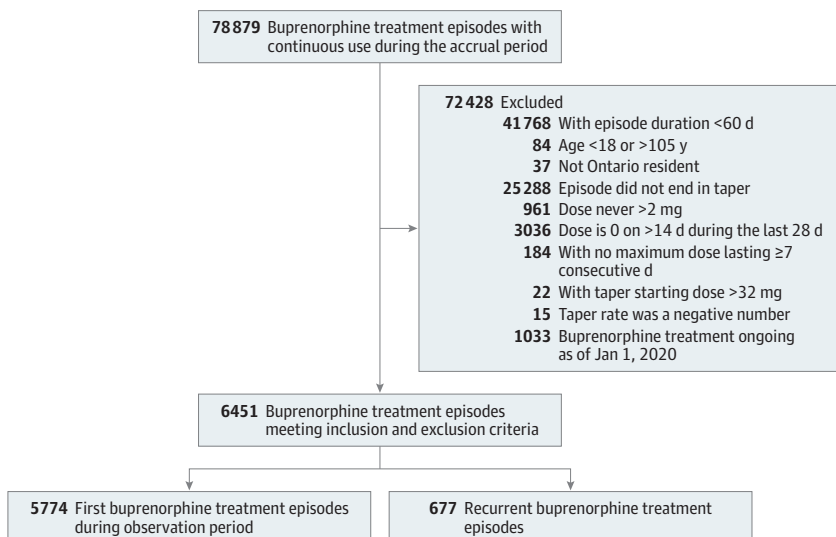 78 879 Buprenorphine treatment episodes with
continuous use during the accrual period
72 428 Excluded
41 768 With episode duration <60 d
84 Age <18 or >105 y
37 Not Ontario resident
25 288 Episode did not end in taper
961 Dose never >2 mg
3036 Dose is 0 on >14 d during the last 28 d
184 With no maximum dose lasting ≥7
consecutive d
22 With taper starting dose >32 mg
15 Taper rate was a negative number
1033 Buprenorphine treatment ongoing
as of Jan 1, 2020
6451 Buprenorphine treatment episodes
meeting inclusion and exclusion criteria
5774 First buprenorphine treatment episodes
during observation period
677 Recurrent buprenorphine treatment
episodes